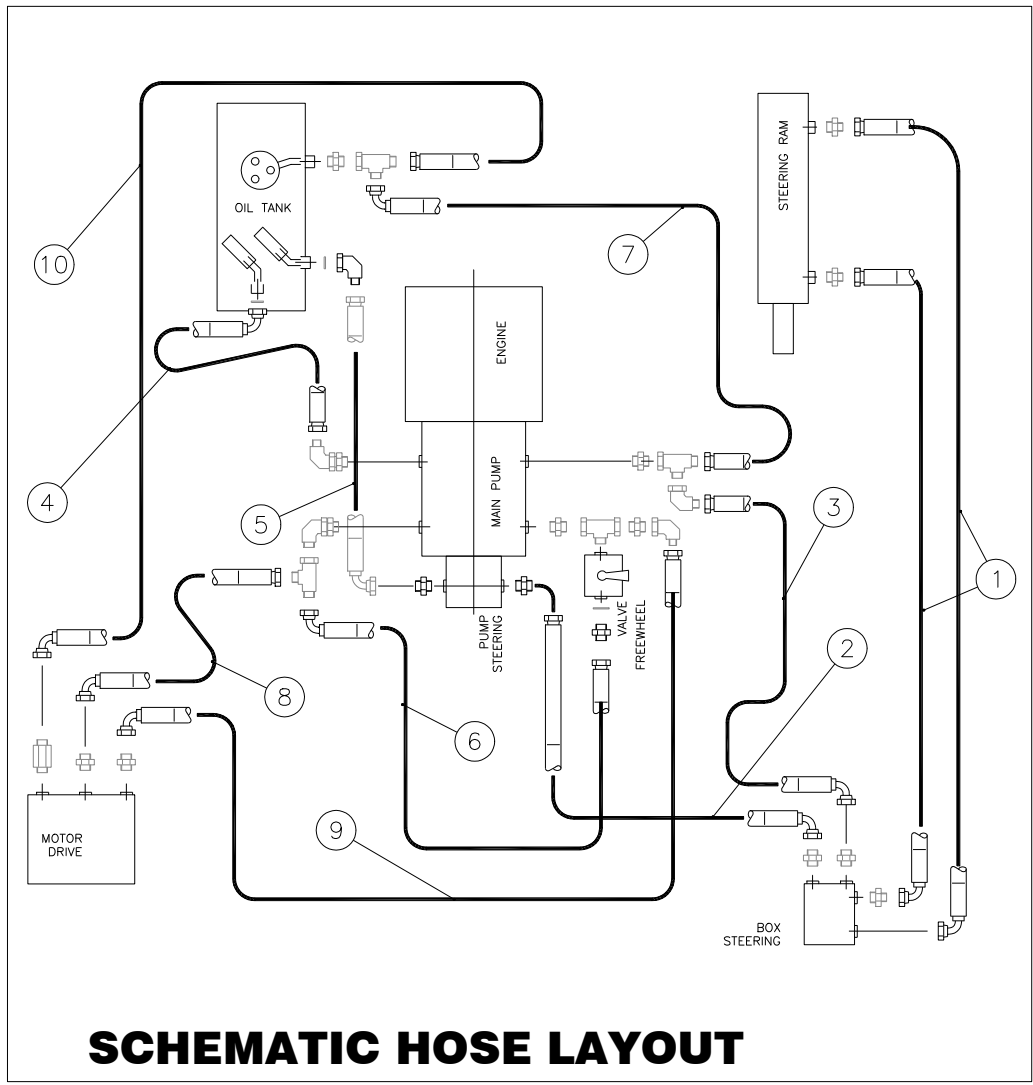 OIL TANK
STEERING RAM
10
7
ENGINE
4
5
MAIN PUMP
3
1
PUMP
STEERING
VALVE
FREEWHEEL
2
8
6
9
MOTOR
DRIVE
BOX
STEERING
SCHEMATIC HOSE LAYOUT